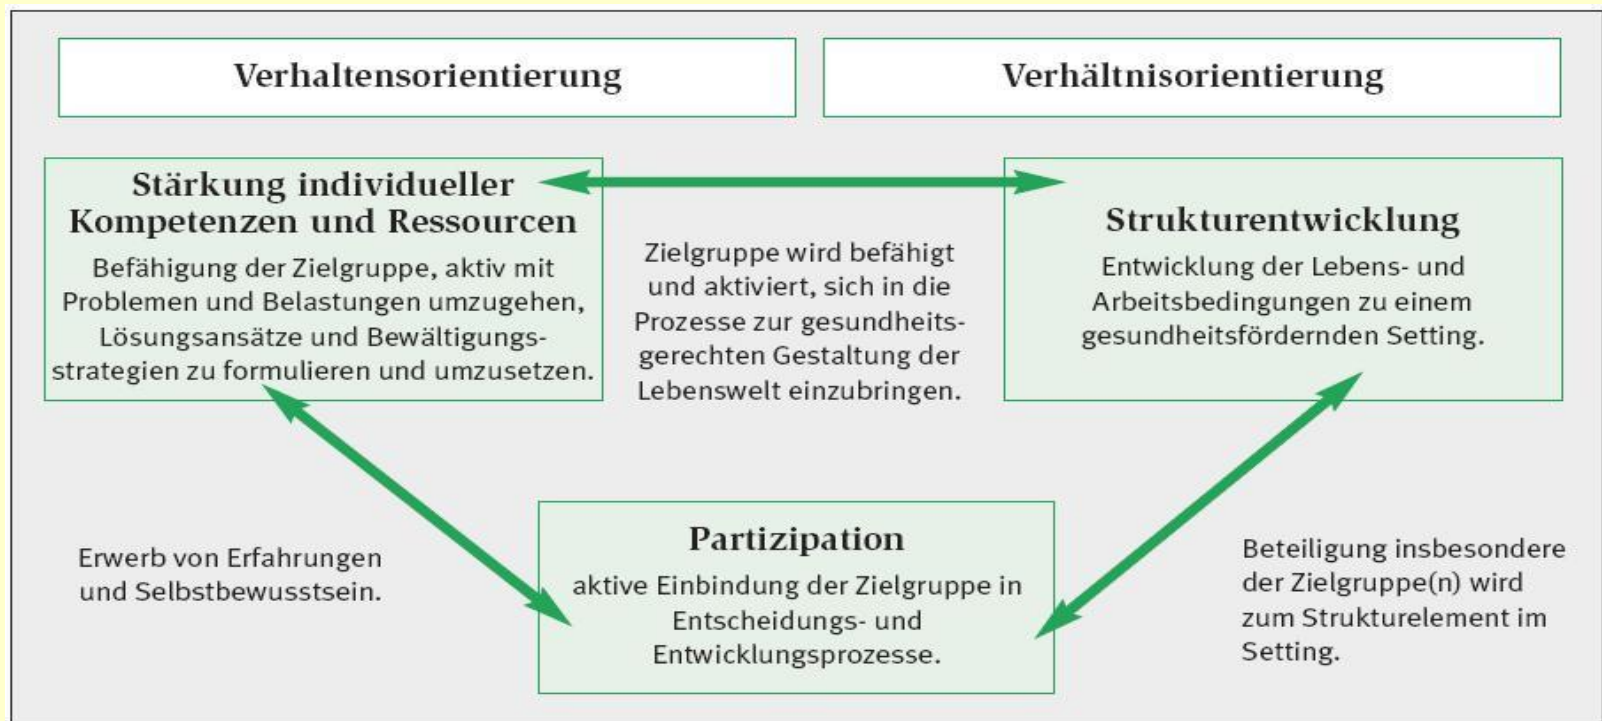 Verhaltensorientierung
Verhältnisorientierung
Stärkung individueller
Kompetenzen und Ressourcen
Befähigung der Zielgruppe, aktiv mit
Problemen und Belastungen umzugehen,
Lösungsansätze und Bewältigungs-
strategien zu formulieren und umzusetzen.
Zielgruppe wird befähigt
und aktiviert, sich in die
Prozesse zur gesundheits-
gerechten Gestaltung der
Lebenswelt einzubringen.
Strukturentwicklung
Entwicklung der Lebens- und
Arbeitsbedingungen zu einem
gesundheitsfördernden Setting.
Erwerb von Erfahrungen
und Selbstbewusstsein.
Partizipation
aktive Einbindung der Zielgruppe in
Entscheidungs- und
Entwicklungsprozesse.
Beteiligung insbesondere
der Zielgruppe(n) wird
zum Strukturelement im
Setting.